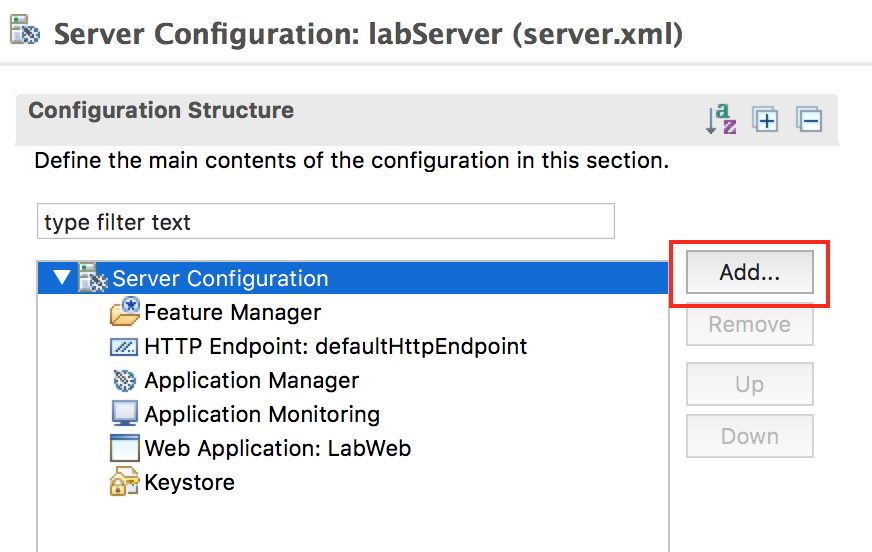 Server Configuration: labServer (server.xml)
Configuration Structure
a
z
Define the main contents of the configuration in this section.
type filter text
Server Configuration
Add...
Feature Manager
Remove
HTTP Endpoint: defaultHttpEndpoint
Application Manager
Up
Application Monitoring
Down
Web Application: LabWeb
Keystore